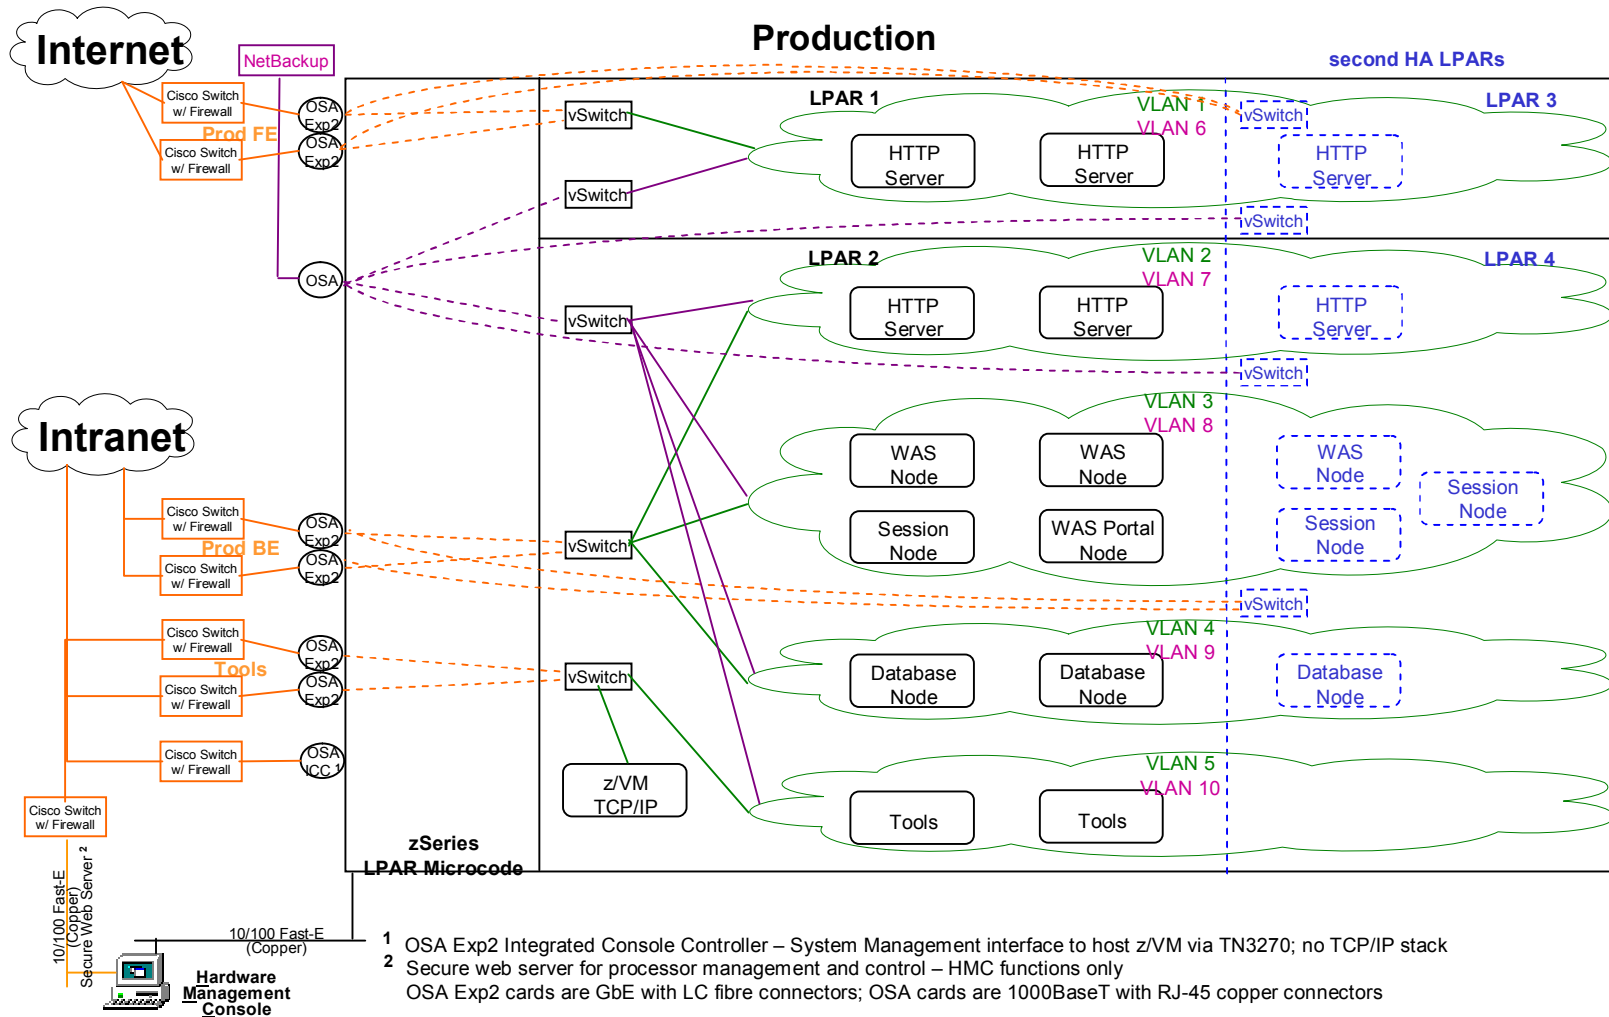 Production
Internet
NetBackup
second HA LPARs
Cisco Switch
w/ Firewall
OSA
Exp2
Prod FE
Cisco Switch
w/ Firewall
OSA
Exp2
vSwitch
LPAR 1
VLAN 1
VLAN 6
vSwitch
LPAR 3
HTTP
Server
HTTP
Server
HTTP
Server
vSwitch
vSwitch
OSA
LPAR 2
VLAN 2
VLAN 7
LPAR 4
vSwitch
HTTP
Server
HTTP
Server
HTTP
Server
vSwitch
Intranet
VLAN 3
VLAN 8
WAS
Node
WAS
Node
WAS
Node
Session
Node
Cisco Switch
w/ Firewall
OSA
Exp2
Prod BE
Cisco Switch
w/ Firewall
OSA
Exp2
vSwitch
Session
Node
WAS Portal
Node
Session
Node
vSwitch
Cisco Switch
w/ Firewall
OSA
Exp2
Tools
Cisco Switch
w/ Firewall
OSA
Exp2
vSwitch
VLAN 4
VLAN 9
Database
Node
Database
Node
Database
Node
Cisco Switch
w/ Firewall
OSA
ICC 1
z/VM
TCP/IP
VLAN 5
VLAN 10
Tools
Tools
Cisco Switch
w/ Firewall
zSeries
LPAR Microcode
10/100 Fast-E
(Copper)
Secure Web Server 2
10/100 Fast-E
(Copper)
Hardware
Management
Console
1 OSA Exp2 Integrated Console Controller – System Management interface to host z/VM via TN3270; no TCP/IP stack
2 Secure web server for processor management and control – HMC functions only
OSA Exp2 cards are GbE with LC fibre connectors; OSA cards are 1000BaseT with RJ-45 copper connectors